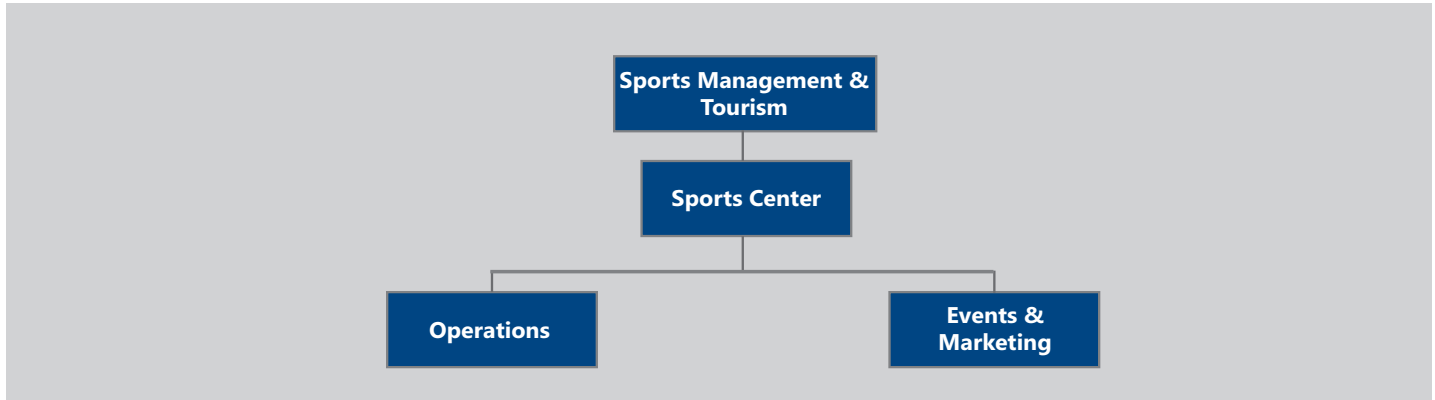 Sports Management &
Tourism
Sports Center
Operations
Events &
Marketing